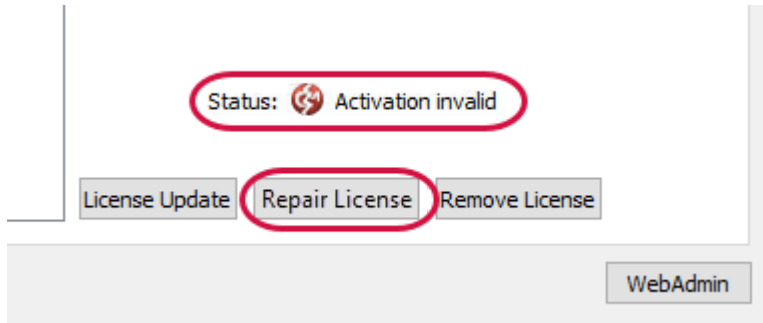 Status: Activation invalid
License Update Repair License Remove License
WebAdmin